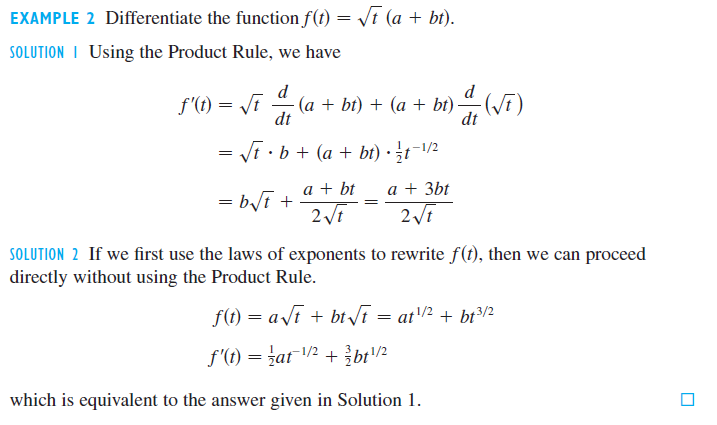 EXAMPLE 2 Differentiate the function f(t) = √t (a + bt).
SOLUTION 1 Using the Product Rule, we have
f′(t) = √t d/dt (a + bt) + (a + bt) d/dt (√t)
= √t · b + (a + bt) · ½t^(−1/2)
= b√t + (a + bt)/(2√t) = (a + 3bt)/(2√t)
SOLUTION 2 If we first use the laws of exponents to rewrite f(t), then we can proceed
directly without using the Product Rule.
f(t) = a√t + bt√t = at^(1/2) + bt^(3/2)
f′(t) = ½at^(−1/2) + (3/2)bt^(1/2)
which is equivalent to the answer given in Solution 1. □